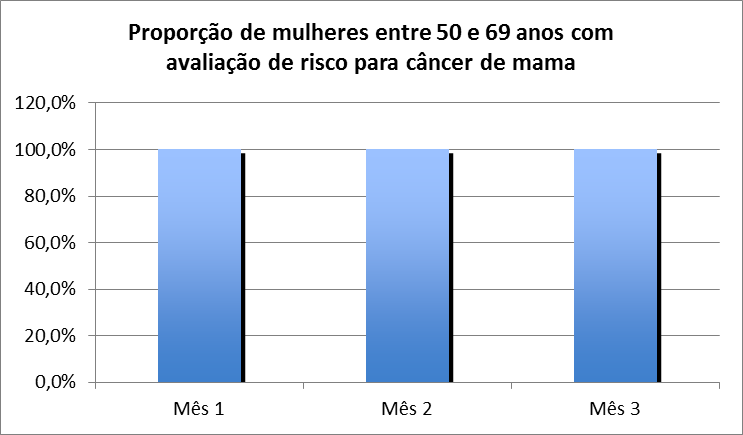 Proporção de mulheres entre 50 e 69 anos com
avaliação de risco para câncer de mama
120,0%
100,0%
80,0%
60,0%
40,0%
20,0%
0,0%
Mês 1
Mês 2
Mês 3